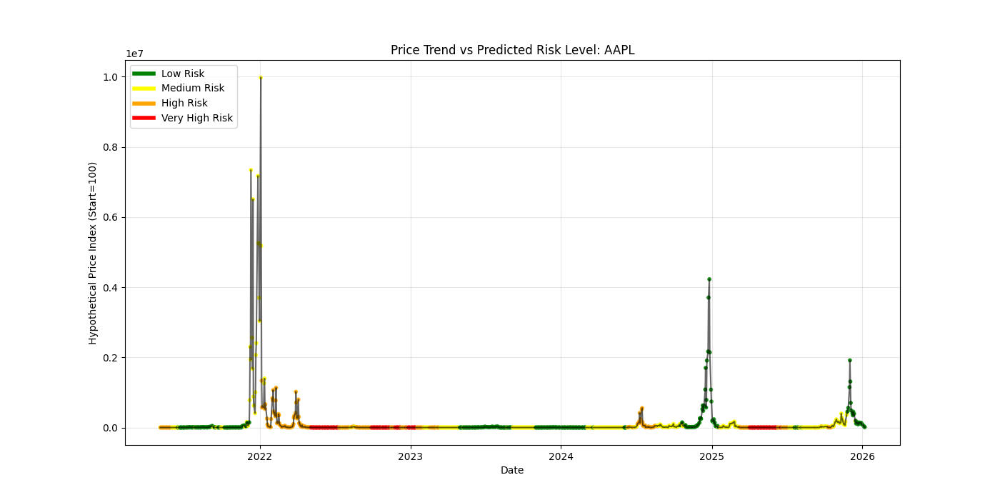 Price Trend vs Predicted Risk Level: AAPL
1e7
Low Risk
Medium Risk
High Risk
Very High Risk
1.0
0.8
0.6
0.4
0.2
0.0
Hypothetical Price Index (Start=100)
2022
2023
2024
2025
2026
Date